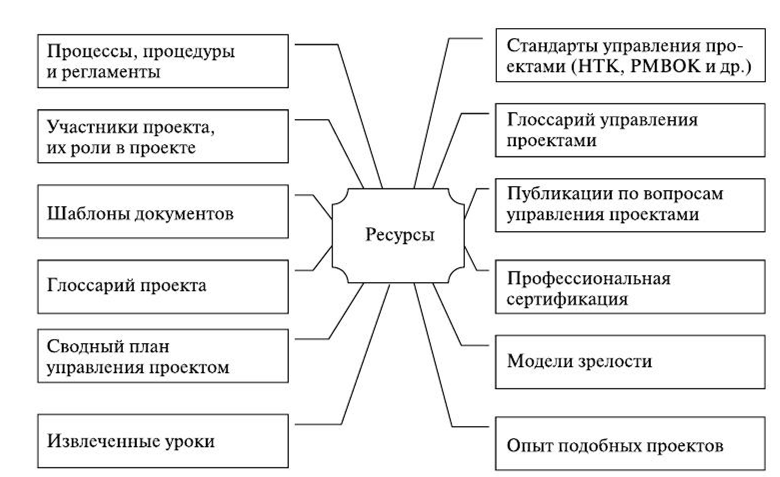 Процессы, процедуры
и регламенты
Участники проекта,
их роли в проекте
Шаблоны документов
Глоссарий проекта
Сводный план
управления проектом
Извлеченные уроки
Ресурсы
Стандарты управления про-
ектами (НТК, PMBOK и др.)
Глоссарий управления
проектами
Публикации по вопросам
управления проектами
Профессиональная
сертификация
Модели зрелости
Опыт подобных проектов